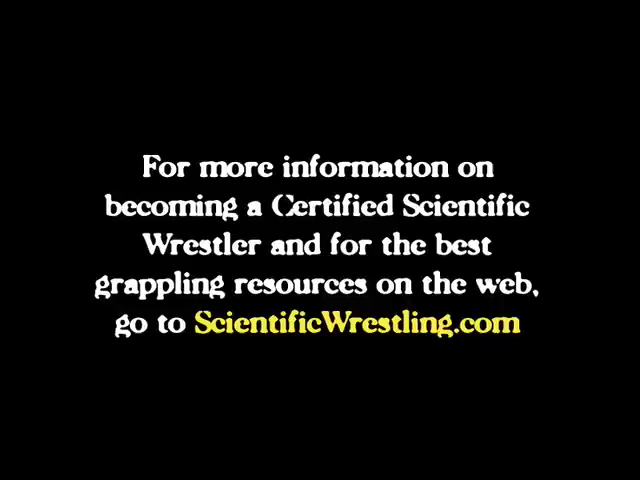 For more information on
becoming a Certified Scientific
Wrestler and for the best
grappling resources on the web,
go to ScientificWrestling.com